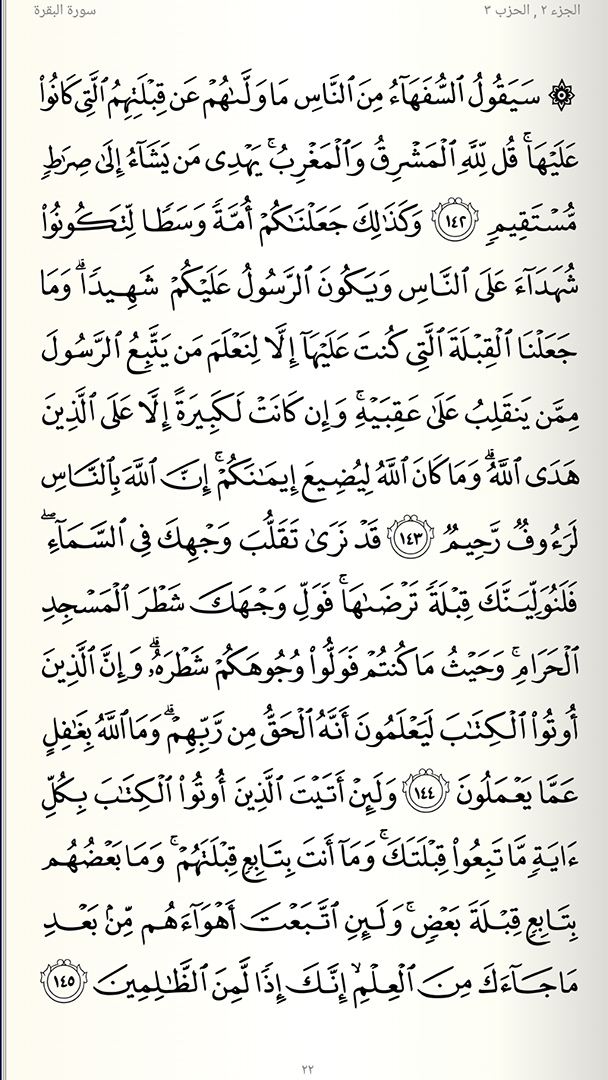 الجزء ٢ , الحزب ٣
سورة البقرة
۞ سَيَقُولُ ٱلسُّفَهَآءُ مِنَ ٱلنَّاسِ مَا وَلَّىٰهُمْ عَن قِبْلَتِهِمُ ٱلَّتِى كَانُوا۟
عَلَيْهَا ۚ قُل لِّلَّهِ ٱلْمَشْرِقُ وَٱلْمَغْرِبُ ۚ يَهْدِى مَن يَشَآءُ إِلَىٰ صِرَٰطٍ
مُّسْتَقِيمٍ ١٤٢ وَكَذَٰلِكَ جَعَلْنَٰكُمْ أُمَّةً وَسَطًا لِّتَكُونُوا۟
شُهَدَآءَ عَلَى ٱلنَّاسِ وَيَكُونَ ٱلرَّسُولُ عَلَيْكُمْ شَهِيدًا ۗ وَمَا
جَعَلْنَا ٱلْقِبْلَةَ ٱلَّتِى كُنتَ عَلَيْهَآ إِلَّا لِنَعْلَمَ مَن يَتَّبِعُ ٱلرَّسُولَ
مِمَّن يَنقَلِبُ عَلَىٰ عَقِبَيْهِ ۚ وَإِن كَانَتْ لَكَبِيرَةً إِلَّا عَلَى ٱلَّذِينَ
هَدَى ٱللَّهُ ۗ وَمَا كَانَ ٱللَّهُ لِيُضِيعَ إِيمَٰنَكُمْ ۚ إِنَّ ٱللَّهَ بِٱلنَّاسِ
لَرَءُوفٌ رَّحِيمٌ ١٤٣ قَدْ نَرَىٰ تَقَلُّبَ وَجْهِكَ فِى ٱلسَّمَآءِ ۖ
فَلَنُوَلِّيَنَّكَ قِبْلَةً تَرْضَىٰهَا ۚ فَوَلِّ وَجْهَكَ شَطْرَ ٱلْمَسْجِدِ
ٱلْحَرَامِ ۚ وَحَيْثُ مَا كُنتُمْ فَوَلُّوا۟ وُجُوهَكُمْ شَطْرَهُۥ ۗ وَإِنَّ ٱلَّذِينَ
أُوتُوا۟ ٱلْكِتَٰبَ لَيَعْلَمُونَ أَنَّهُ ٱلْحَقُّ مِن رَّبِّهِمْ ۗ وَمَا ٱللَّهُ بِغَٰفِلٍ
عَمَّا يَعْمَلُونَ ١٤٤ وَلَئِنْ أَتَيْتَ ٱلَّذِينَ أُوتُوا۟ ٱلْكِتَٰبَ بِكُلِّ
ءَايَةٍ مَّا تَبِعُوا۟ قِبْلَتَكَ ۚ وَمَآ أَنتَ بِتَابِعٍ قِبْلَتَهُمْ ۚ وَمَا بَعْضُهُم
بِتَابِعٍ قِبْلَةَ بَعْضٍ ۚ وَلَئِنِ ٱتَّبَعْتَ أَهْوَآءَهُم مِّنۢ بَعْدِ
مَا جَآءَكَ مِنَ ٱلْعِلْمِ ۙ إِنَّكَ إِذًا لَّمِنَ ٱلظَّٰلِمِينَ ١٤٥
٢٢